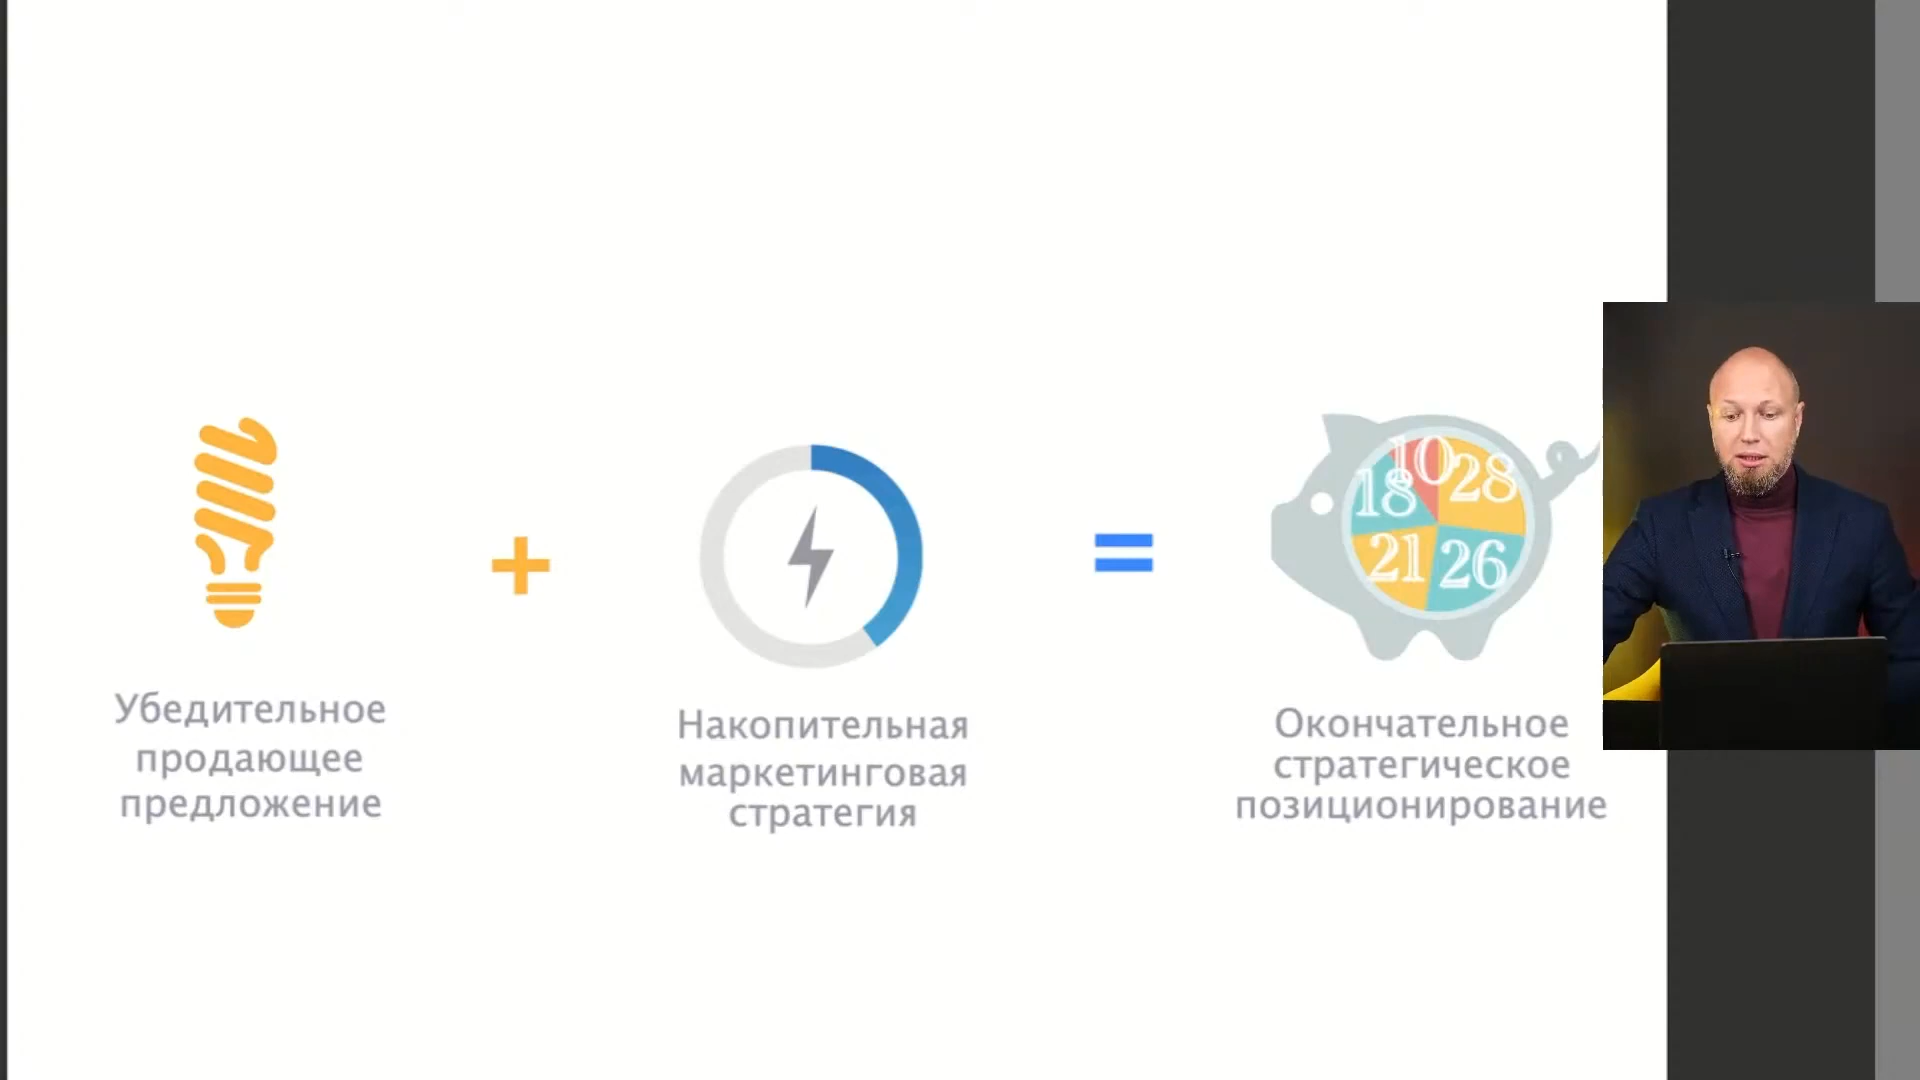 Убедительное
продающее
предложение
+
Накопительная
маркетинговая
стратегия
=
10
28
18
21
26
Окончательное
стратегическое
позиционирование